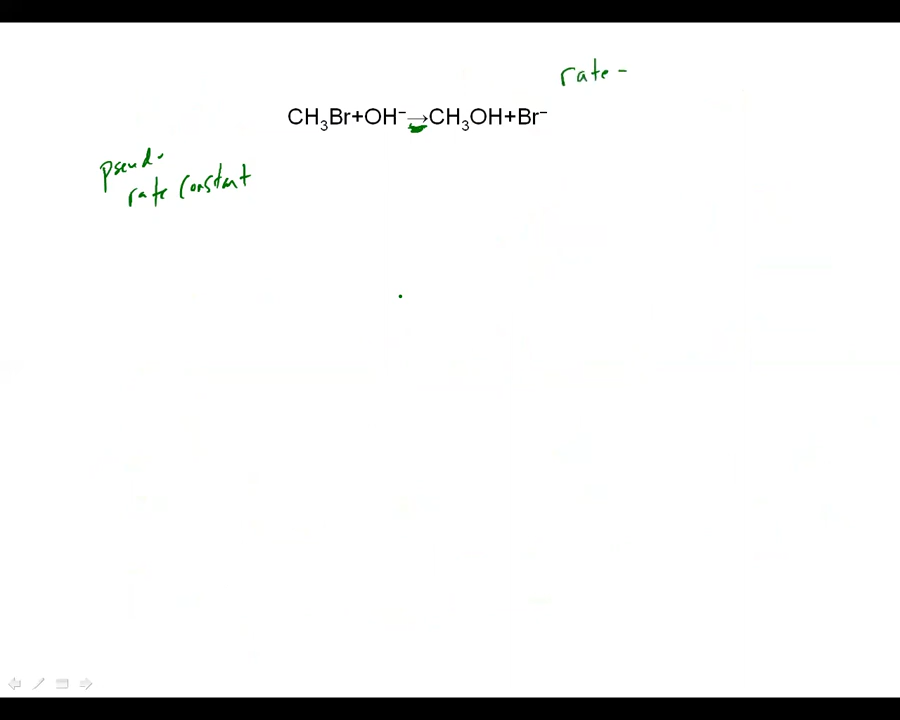 rate -
CH₃Br+OH⁻→CH₃OH+Br⁻
pseudo
rate constant